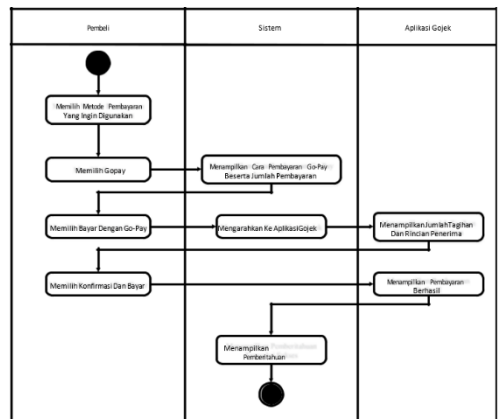 Pembeli
Sistem
Aplikasi Gojek
Memilih Metode Pembayaran
Yang Ingin Digunakan
Memilih Gopay
Menampilkan Cara Pembayaran Go-Pay
Beserta Jumlah Pembayaran
Memilih Bayar Dengan Go-Pay
Mengarahkan Ke Aplikasi Gojek
Menampilkan Jumlah Tagihan
Dan Rincian Penerima
Memilih Konfirmasi Dan Bayar
Menampilkan Pembayaran
Berhasil
Menampilkan
Pemberitahuan